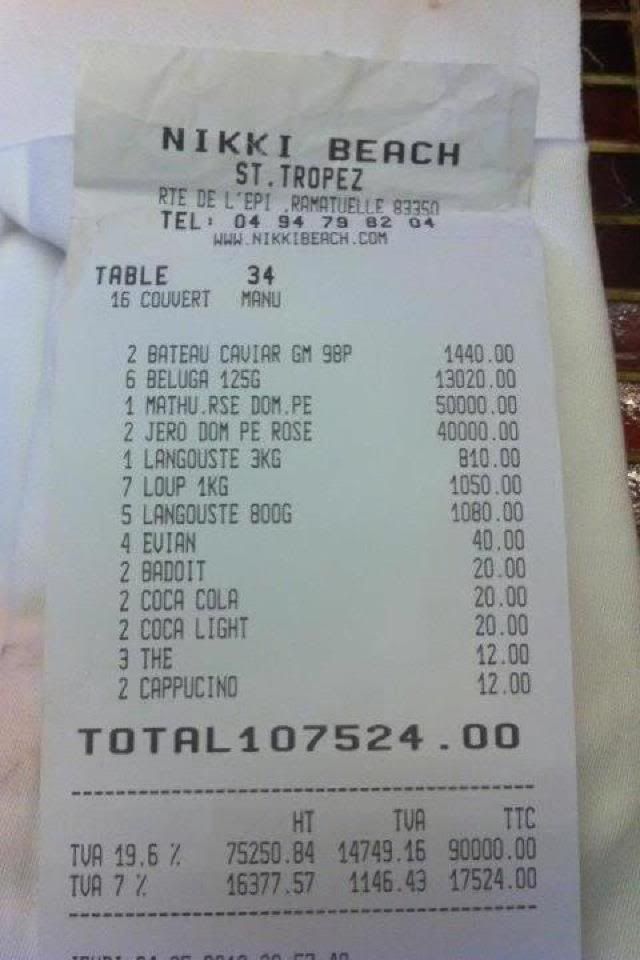 NIKKI BEACH
ST.TROPEZ
RTE DE L'EPI ,RAMATUELLE 83350
TEL: 04 94 79 82 04
WWW.NIKKIBEACH.COM
TABLE 34
16 COUVERT MANU
2 BATEAU CAVIAR GM 98P 1440.00
6 BELUGA 125G 13020.00
1 MATHU.RSE DOM.PE 50000.00
2 JERO DOM PE ROSE 40000.00
1 LANGOUSTE 3KG 810.00
7 LOUP 1KG 1050.00
5 LANGOUSTE 800G 1080.00
4 EVIAN 40.00
2 BADOIT 20.00
2 COCA COLA 20.00
2 COCA LIGHT 20.00
3 THE 12.00
2 CAPPUCINO 12.00
TOTAL107524.00
HT TVA TTC
TVA 19.6 % 75250.84 14749.16 90000.00
TVA 7 % 16377.57 1146.43 17524.00